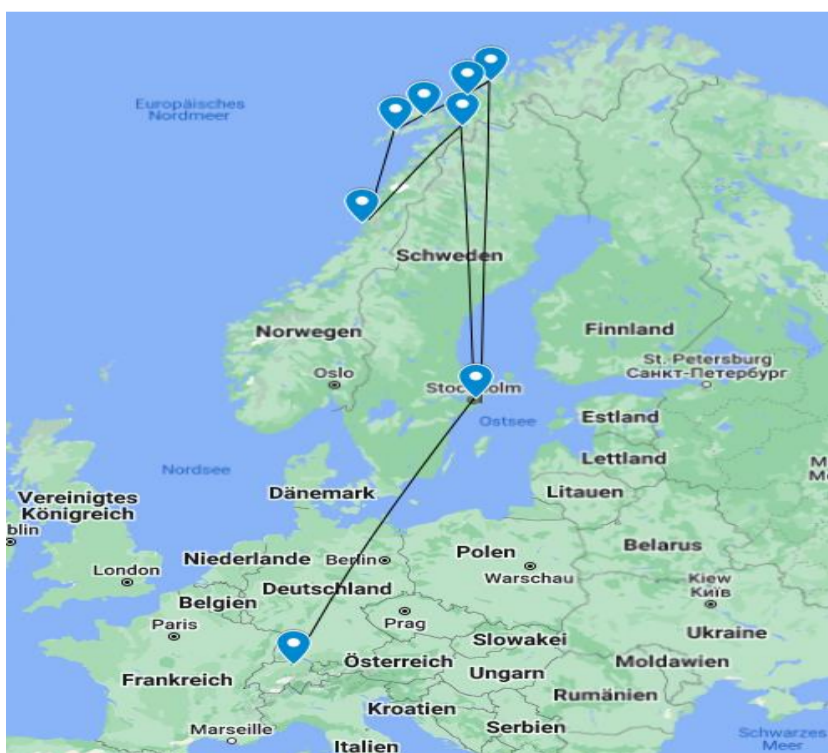 Europäisches
Nordmeer
Schweden
Norwegen
Finnland
Oslo
St. Petersburg
Санкт-Петербург
Ostsee
Estland
Nordsee
Lettland
Dänemark
Litauen
Vereinigtes
Königreich
blin
Niederlande
Berlin
Polen
Belarus
London
Deutschland
Warschau
Belgien
Kiew
Київ
Paris
Prag
Slowakei
Ukraine
Österreich
Frankreich
Ungarn
Moldawien
Rumänien
Kroatien
Marseille
Serbien
Italien
Schwarzes
Meer